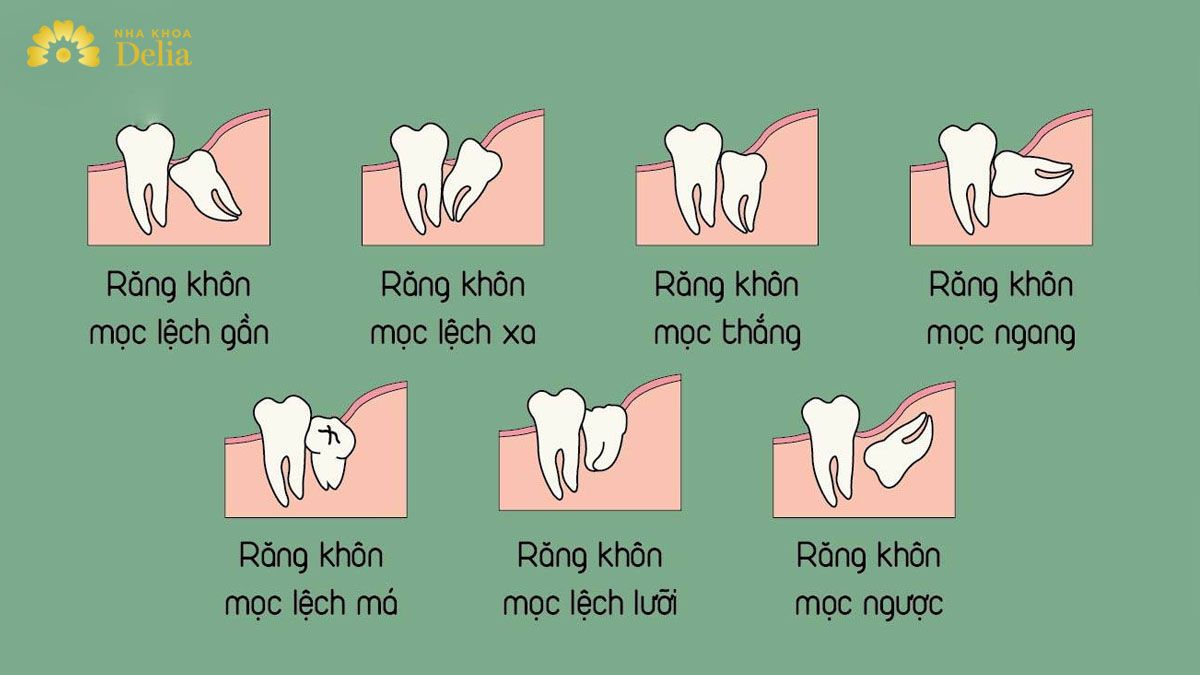 NHA KHOA
Delia
Răng khôn
mọc lệch gần
Răng khôn
mọc lệch xa
Răng khôn
mọc thắng
Răng khôn
mọc ngang
Răng khôn
mọc lệch má
Răng khôn
mọc lệch lưỡi
Răng khôn
mọc ngược